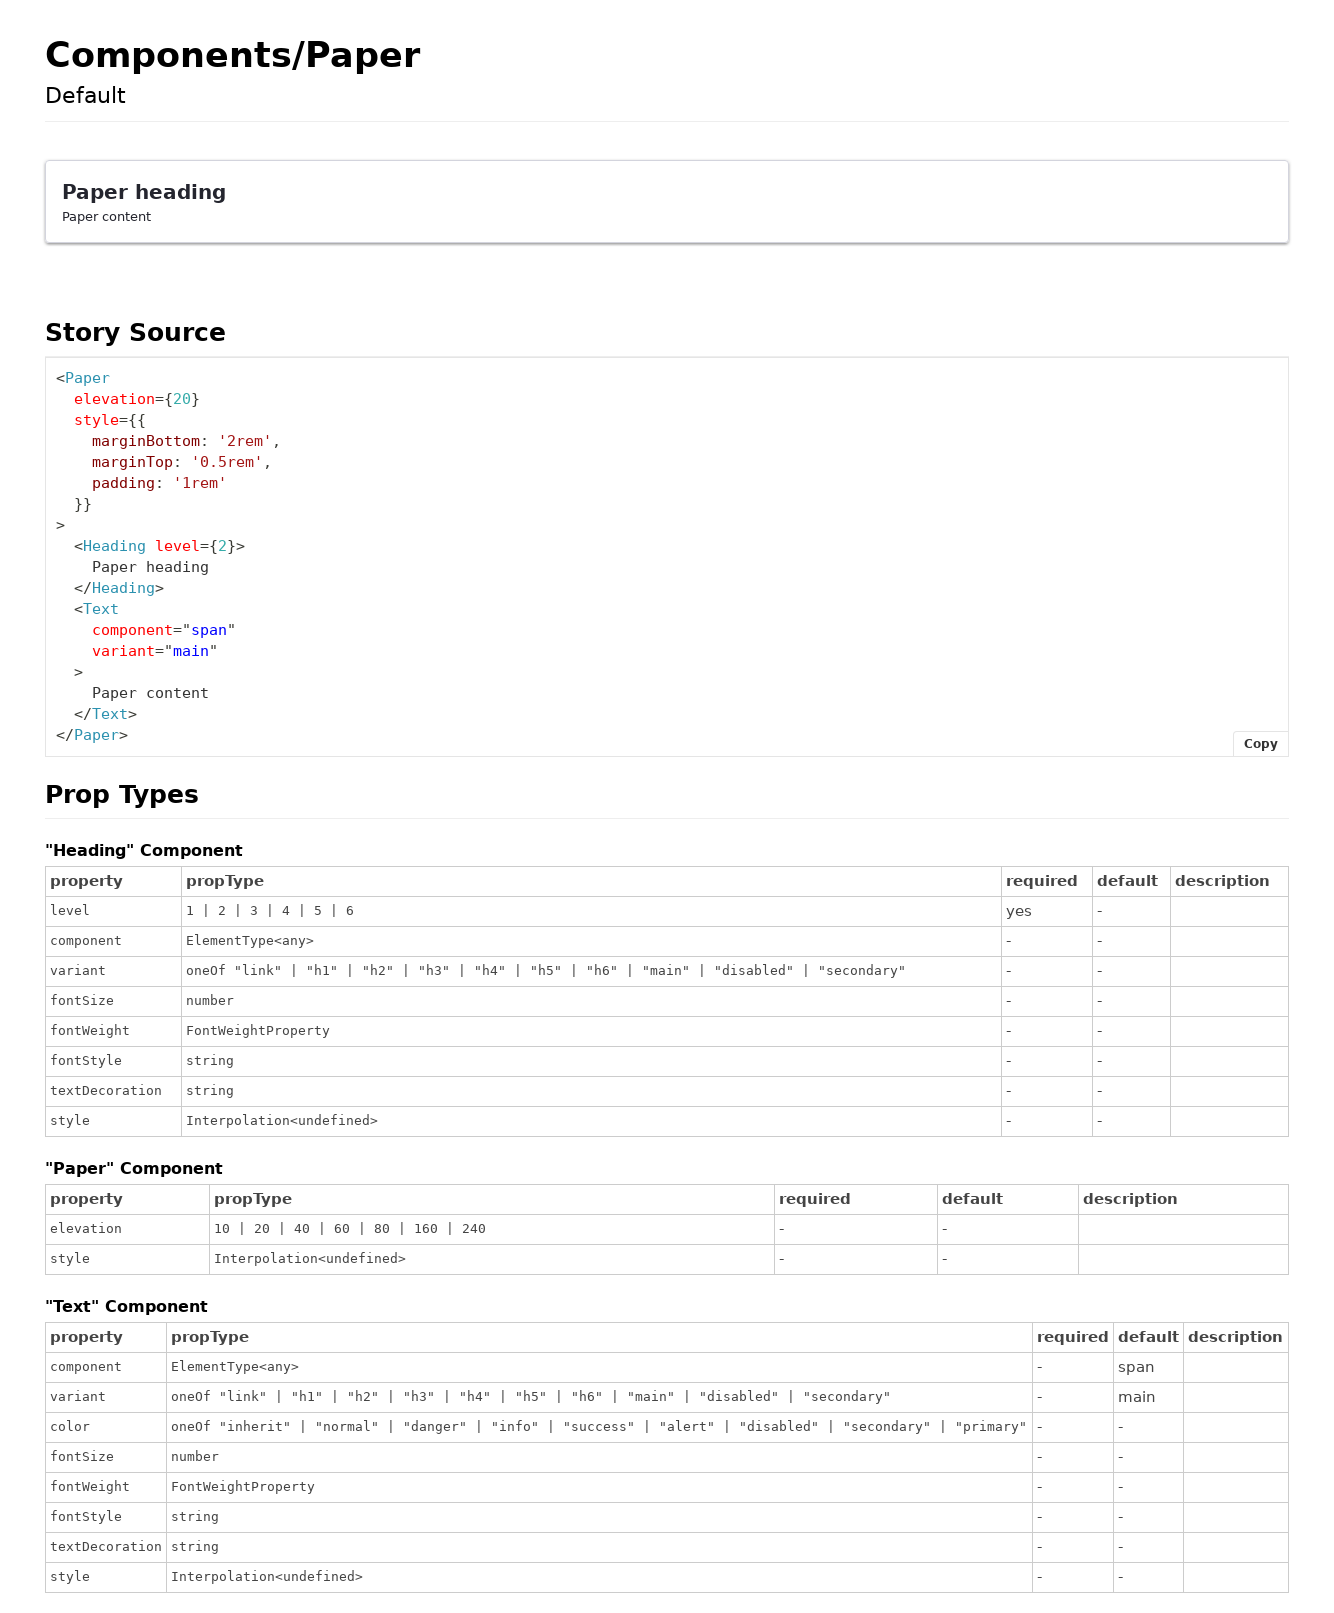 Components/Paper
Default
Paper heading
Paper content
Story Source
<Paper
  elevation={20}
  style={{
    marginBottom: '2rem',
    marginTop: '0.5rem',
    padding: '1rem'
  }}
>
  <Heading level={2}>
    Paper heading
  </Heading>
  <Text
    component="span"
    variant="main"
  >
    Paper content
  </Text>
</Paper>
Copy
Prop Types
"Heading" Component
property propType required default description
level 1 | 2 | 3 | 4 | 5 | 6 yes -
component ElementType<any> - -
variant oneOf "link" | "h1" | "h2" | "h3" | "h4" | "h5" | "h6" | "main" | "disabled" | "secondary" - -
fontSize number - -
fontWeight FontWeightProperty - -
fontStyle string - -
textDecoration string - -
style Interpolation<undefined> - -
"Paper" Component
property propType required default description
elevation 10 | 20 | 40 | 60 | 80 | 160 | 240 - -
style Interpolation<undefined> - -
"Text" Component
property propType required default description
component ElementType<any> - span
variant oneOf "link" | "h1" | "h2" | "h3" | "h4" | "h5" | "h6" | "main" | "disabled" | "secondary" - main
color oneOf "inherit" | "normal" | "danger" | "info" | "success" | "alert" | "disabled" | "secondary" | "primary" - -
fontSize number - -
fontWeight FontWeightProperty - -
fontStyle string - -
textDecoration string - -
style Interpolation<undefined> - -